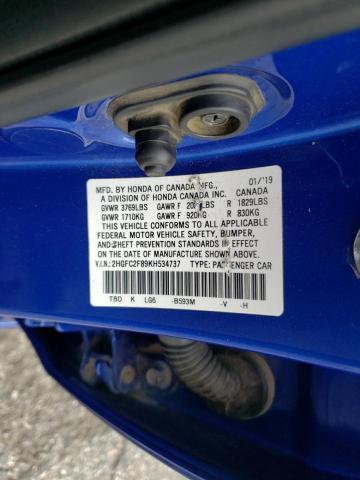 MFD. BY HONDA OF CANADA MFG., 01/'19
A DIVISION OF HONDA CANADA INC. CANADA
GVWR 3769LBS GAWR F LBS R 1829LBS
GVWR 1710KG GAWR F 920KG R 830KG
THIS VEHICLE CONFORMS TO ALL APPLICABLE
FEDERAL MOTOR VEHICLE SAFETY, BUMPER,
AND THEFT PREVENTION STANDARDS IN EFFECT
ON THE DATE OF MANUFACTURE SHOWN ABOVE.
V.I.N.: 2HGFC2F89KH534737 TYPE: PASSENGER CAR
TBD K LG6 -B593M -V -H